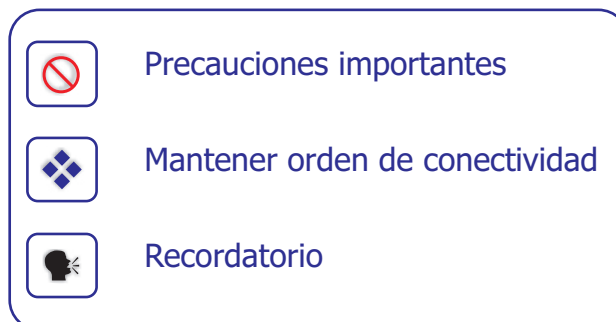 Precauciones importantes
Mantener orden de conectividad
Recordatorio